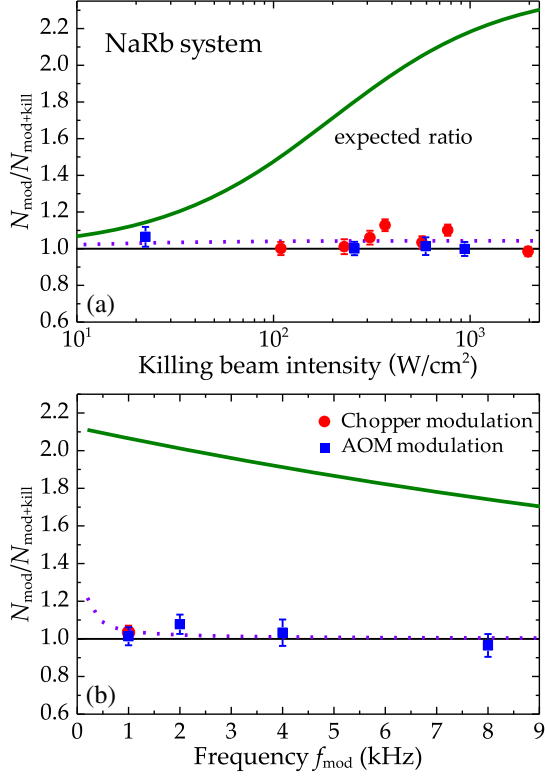 2.2
NaRb system
2.0
1.8
1.6
expected ratio
1.4
1.2
1.0
0.8
(a)
0.6
N_mod/N_mod+kill
10^1 10^2 10^3
Killing beam intensity (W/cm^2)
2.2
Chopper modulation
AOM modulation
2.0
1.8
1.6
1.4
1.2
1.0
0.8
(b)
0.6
N_mod/N_mod+kill
0 1 2 3 4 5 6 7 8 9
Frequency f_mod (kHz)